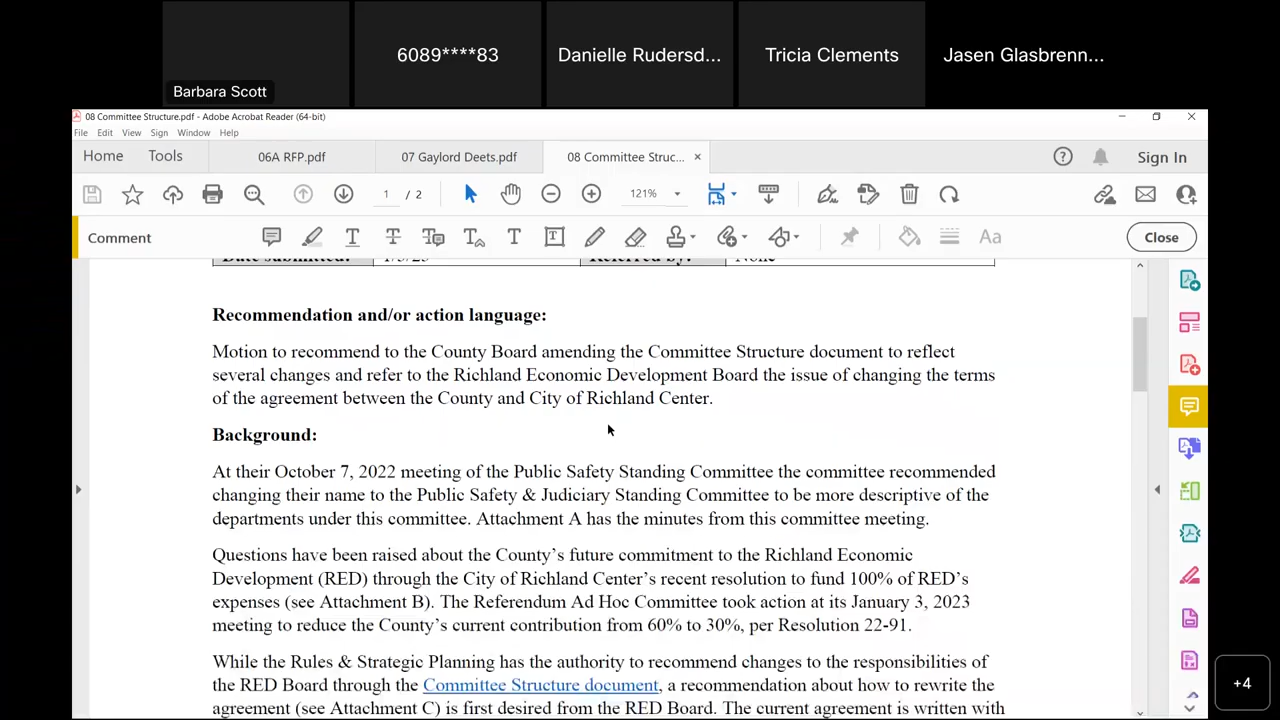 6089****83
Danielle Rudersd...
Tricia Clements
Jasen Glasbrenn...
Barbara Scott
08 Committee Structure.pdf - Adobe Acrobat Reader (64-bit)
File Edit View Sign Window Help
Home Tools 06A RFP.pdf 07 Gaylord Deets.pdf 08 Committee Struc... × Sign In
1 / 2 121%
Comment Aa Close
Date submitted: 1/3/23 Referred by: None
Recommendation and/or action language:
Motion to recommend to the County Board amending the Committee Structure document to reflect
several changes and refer to the Richland Economic Development Board the issue of changing the terms
of the agreement between the County and City of Richland Center.
Background:
At their October 7, 2022 meeting of the Public Safety Standing Committee the committee recommended
changing their name to the Public Safety & Judiciary Standing Committee to be more descriptive of the
departments under this committee. Attachment A has the minutes from this committee meeting.
Questions have been raised about the County's future commitment to the Richland Economic
Development (RED) through the City of Richland Center's recent resolution to fund 100% of RED's
expenses (see Attachment B). The Referendum Ad Hoc Committee took action at its January 3, 2023
meeting to reduce the County's current contribution from 60% to 30%, per Resolution 22-91.
While the Rules & Strategic Planning has the authority to recommend changes to the responsibilities of
the RED Board through the Committee Structure document, a recommendation about how to rewrite the
agreement (see Attachment C) is first desired from the RED Board. The current agreement is written with
+4